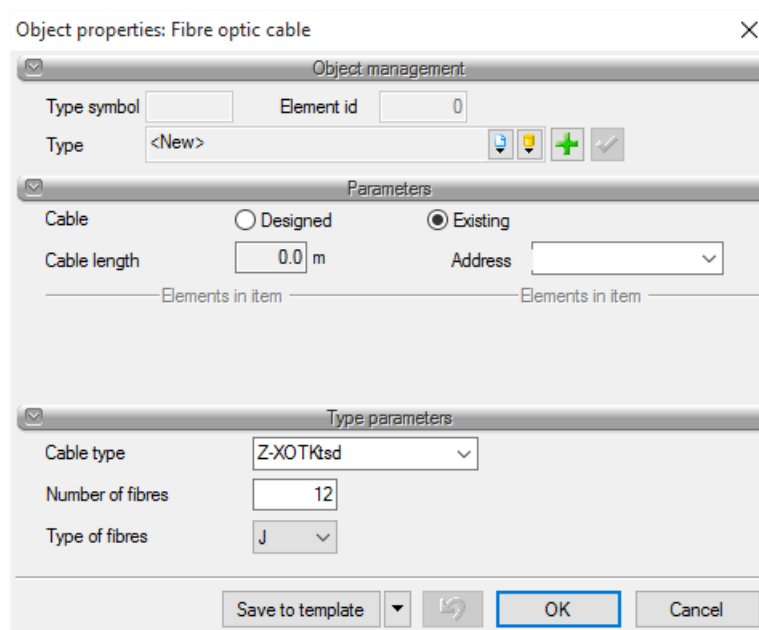 Object properties: Fibre optic cable
Object management
Type symbol Element id 0
Type <New>
Parameters
Cable Designed Existing
Cable length 0.0 m Address
Elements in item Elements in item
Type parameters
Cable type Z-XOTKtsd
Number of fibres 12
Type of fibres J
Save to template OK Cancel